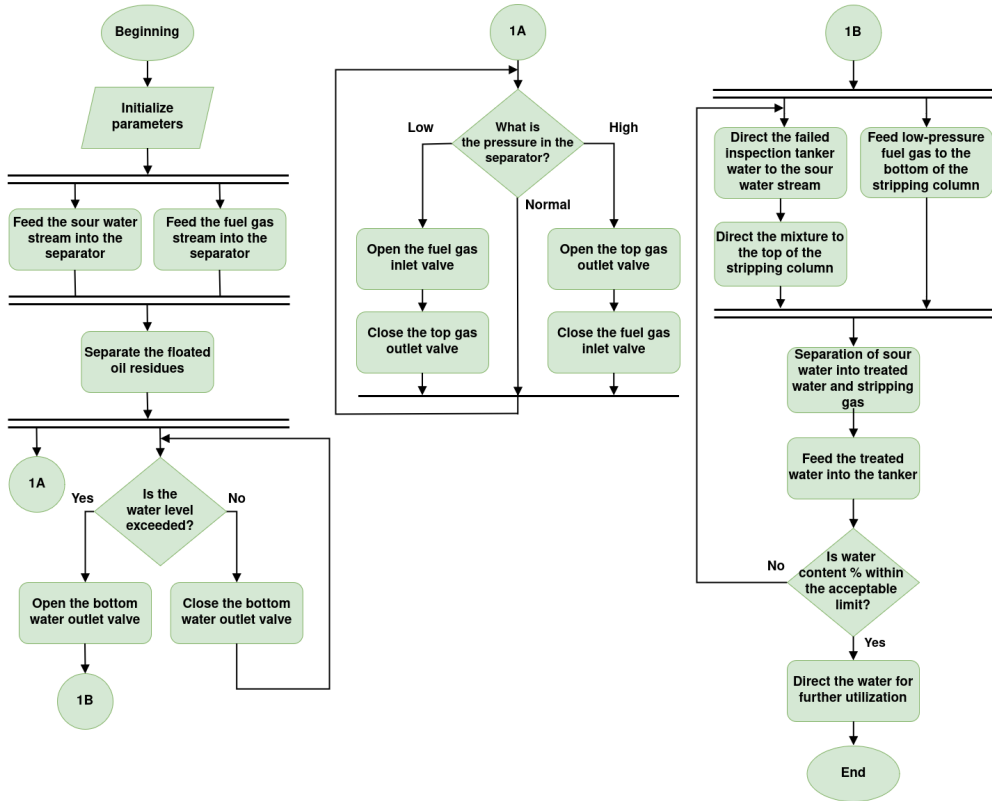 Beginning
Initialize
parameters
Feed the sour water
stream into the
separator
Feed the fuel gas
stream into the
separator
Separate the floated
oil residues
1A
Is the
water level
exceeded?
Yes
No
Open the bottom
water outlet valve
Close the bottom
water outlet valve
1B
1A
What is
the pressure in the
separator?
Low
High
Normal
Open the fuel gas
inlet valve
Open the top gas
outlet valve
Close the top gas
outlet valve
Close the fuel gas
inlet valve
1B
Direct the failed
inspection tanker
water to the sour
water stream
Feed low-pressure
fuel gas to the
bottom of the
stripping column
Direct the mixture to
the top of the
stripping column
Separation of sour
water into treated
water and stripping
gas
Feed the treated
water into the tanker
Is water
content % within
the acceptable
limit?
No
Yes
Direct the water for
further utilization
End